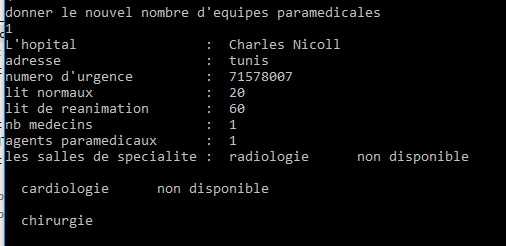 donner le nouvel nombre d'equipes paramedicales
1
L'hopital : Charles Nicoll
adresse : tunis
numero d'urgence : 71578007
lit normaux : 20
lit de reanimation : 60
nb medecins : 1
agents paramedicaux : 1
les salles de specialite : radiologie non disponible
cardiologie non disponible
chirurgie